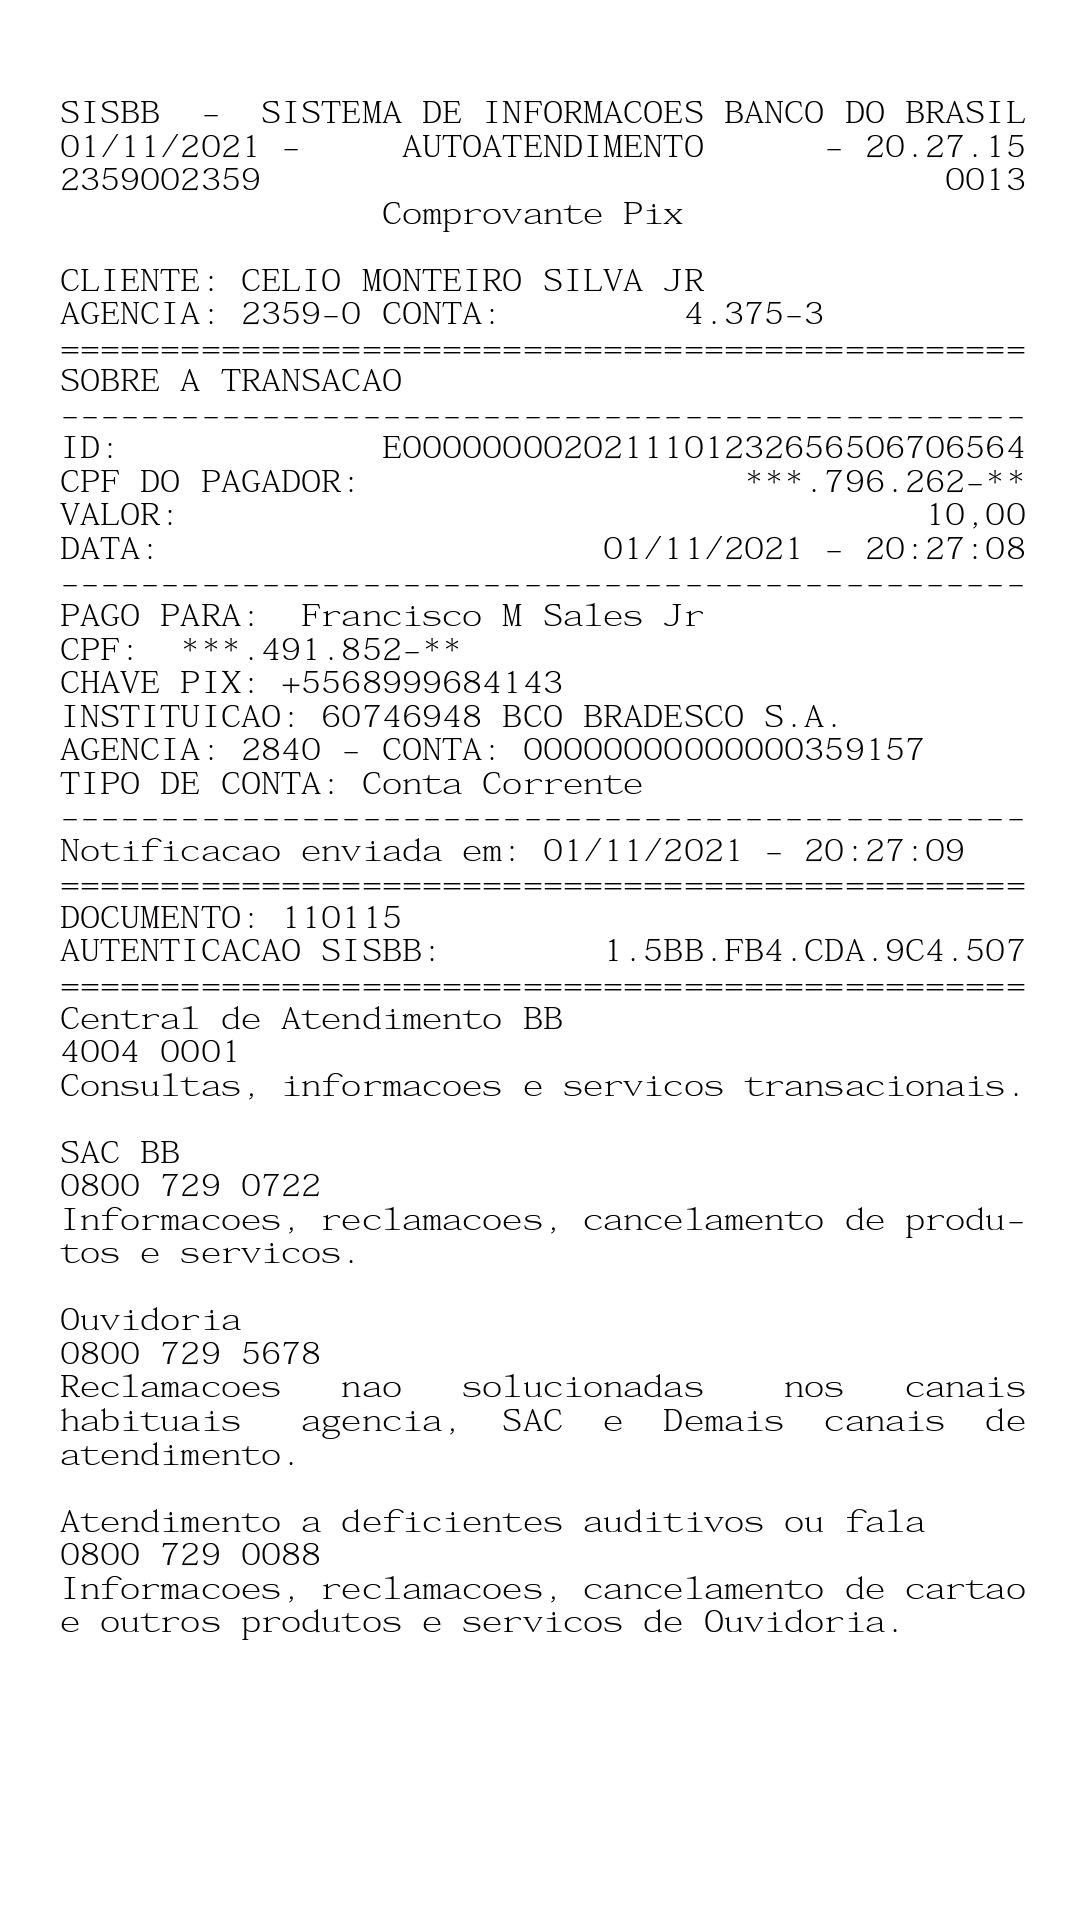 SISBB  -  SISTEMA DE INFORMACOES BANCO DO BRASIL
01/11/2021 -     AUTOATENDIMENTO      - 20.27.15
2359002359                                  0013
Comprovante Pix
CLIENTE: CELIO MONTEIRO SILVA JR
AGENCIA: 2359-0 CONTA:         4.375-3
================================================
SOBRE A TRANSACAO
------------------------------------------------
ID:             E00000000202111012326565067​06564
CPF DO PAGADOR:                   ***.796.262-**
VALOR:                                     10,00
DATA:                      01/11/2021 - 20:27:08
------------------------------------------------
PAGO PARA:  Francisco M Sales Jr
CPF:  ***.491.852-**
CHAVE PIX: +5568999684143
INSTITUICAO: 60746948 BCO BRADESCO S.A.
AGENCIA: 2840 - CONTA: 00000000000000359157
TIPO DE CONTA: Conta Corrente
------------------------------------------------
Notificacao enviada em: 01/11/2021 - 20:27:09
================================================
DOCUMENTO: 110115
AUTENTICACAO SISBB:        1.5BB.FB4.CDA.9C4.507
================================================
Central de Atendimento BB
4004 0001
Consultas, informacoes e servicos transacionais.
SAC BB
0800 729 0722
Informacoes, reclamacoes, cancelamento de produ-
tos e servicos.
Ouvidoria
0800 729 5678
Reclamacoes   nao   solucionadas    nos   canais
habituais   agencia,  SAC  e  Demais  canais  de
atendimento.
Atendimento a deficientes auditivos ou fala
0800 729 0088
Informacoes, reclamacoes, cancelamento de cartao
e outros produtos e servicos de Ouvidoria.